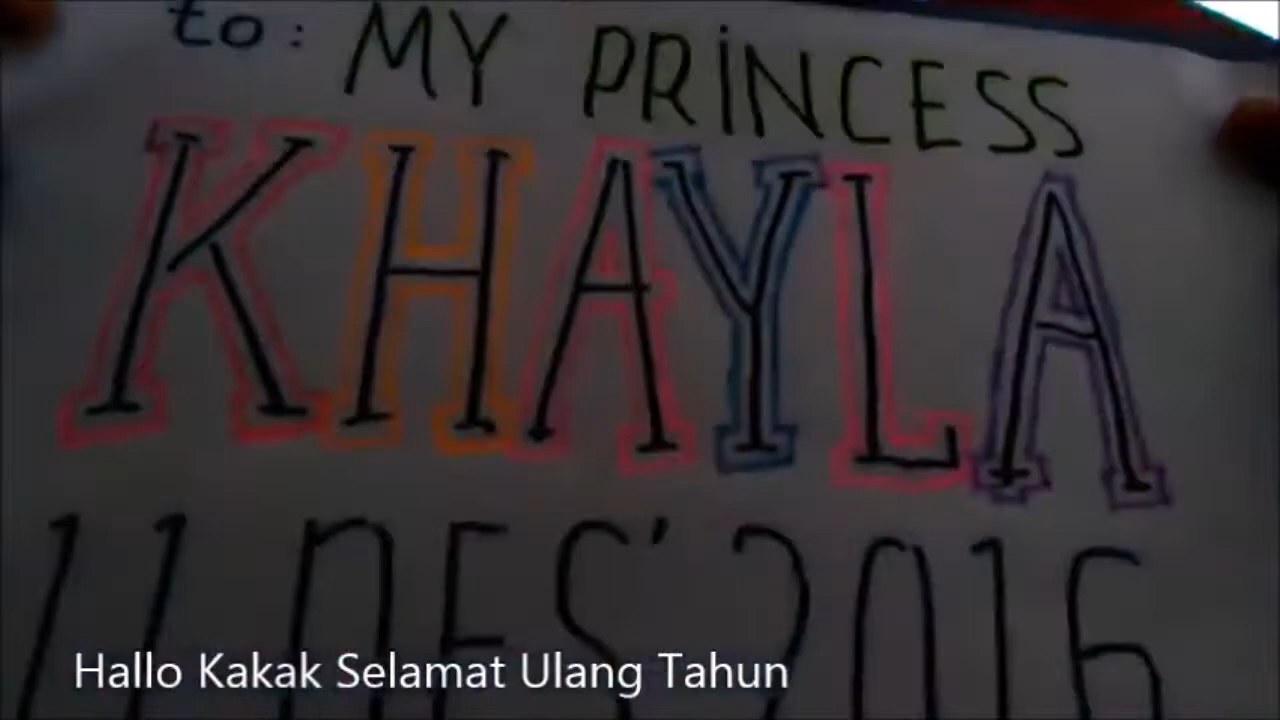 to: MY PRINCESS
KHAYLA
11 DES' 2016
Hallo Kakak Selamat Ulang Tahun